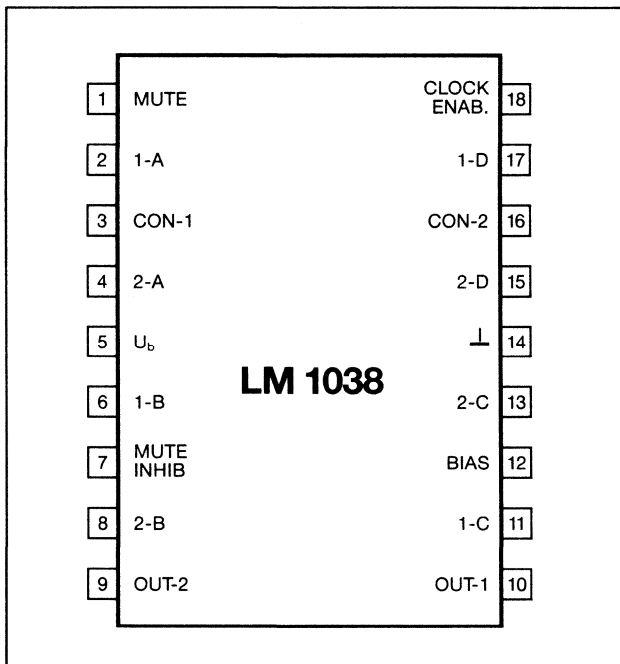 1 MUTE CLOCK ENAB. 18
2 1-A 1-D 17
3 CON-1 CON-2 16
4 2-A 2-D 15
5 U_b ⊥ 14
LM 1038
6 1-B 2-C 13
7 MUTE INHIB BIAS 12
8 2-B 1-C 11
9 OUT-2 OUT-1 10